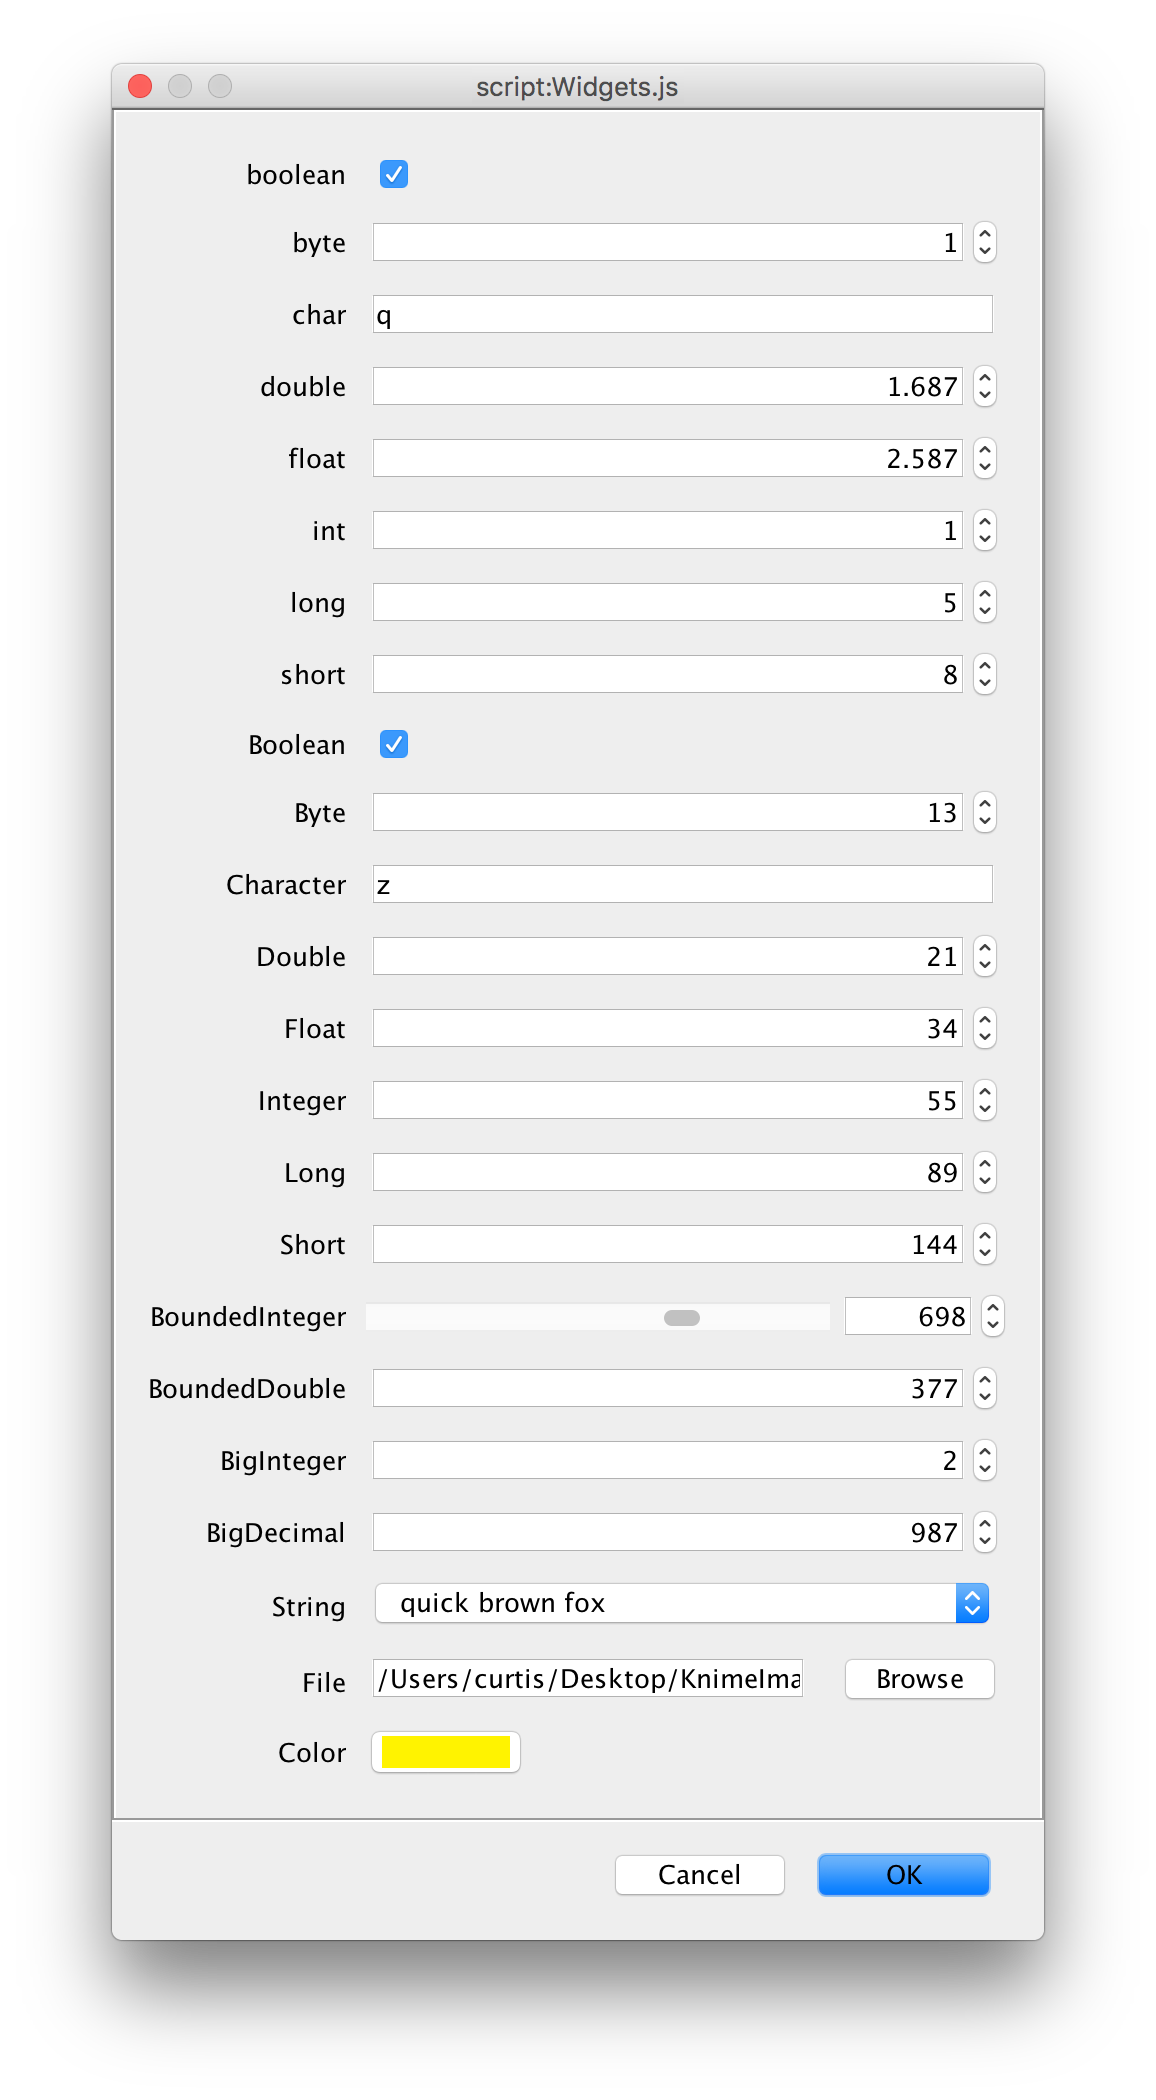 script:Widgets.js
boolean
byte 1
char q
double 1.687
float 2.587
int 1
long 5
short 8
Boolean
Byte 13
Character z
Double 21
Float 34
Integer 55
Long 89
Short 144
BoundedInteger 698
BoundedDouble 377
BigInteger 2
BigDecimal 987
String quick brown fox
File /Users/curtis/Desktop/KnimeIma Browse
Color
Cancel OK